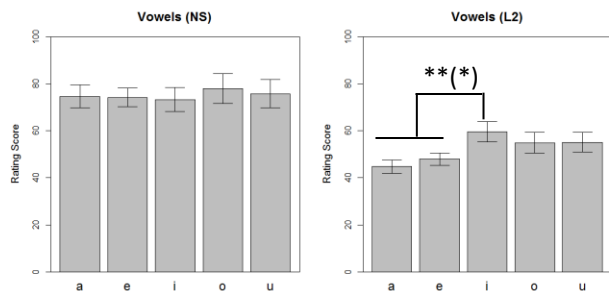 Vowels (NS)
Rating Score
100
80
60
40
20
0
a e i o u
Vowels (L2)
Rating Score
100
80
60
40
20
0
**(*)
a e i o u